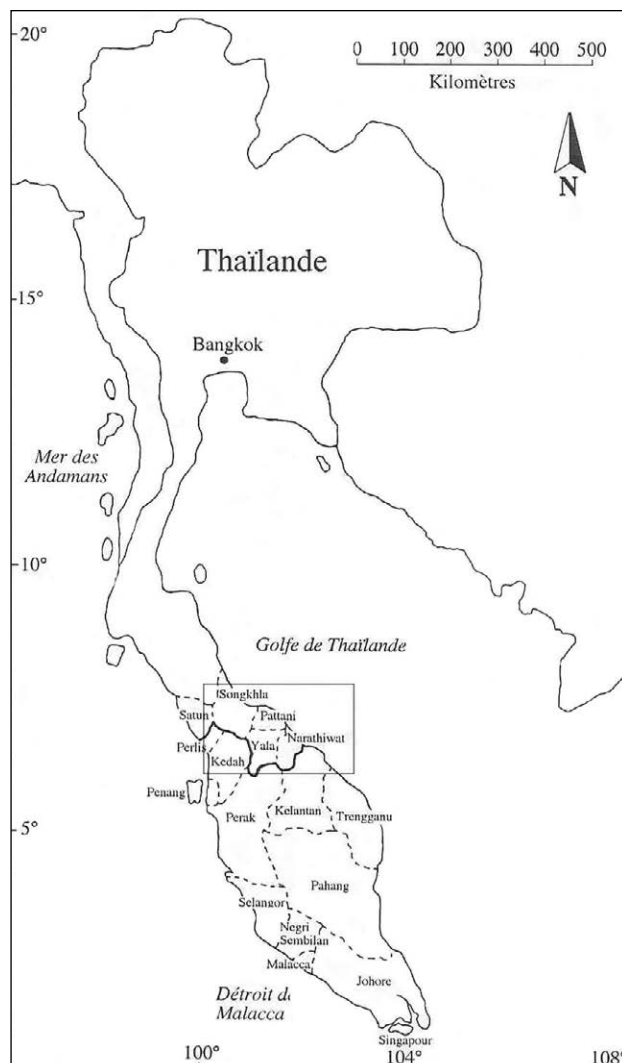 20°
0 100 200 300 400 500
Kilomètres
N
Thaïlande
15°
Bangkok
Mer des
Andamans
10°
Golfe de Thaïlande
Songkhla
Satun
Pattani
Perlis
Yala
Narathiwat
Kedah
Penang
Perak
Kelantan
Trengganu
5°
Pahang
Selangor
Negri
Sembilan
Malacca
Johore
Détroit d
Malacca
Singapour
100° 104° 108°